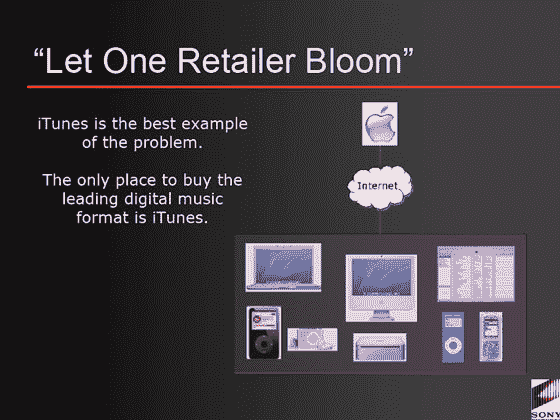 “Let One Retailer Bloom”
iTunes is the best example
of the problem.
The only place to buy the
leading digital music
format is iTunes.
Internet
SONY